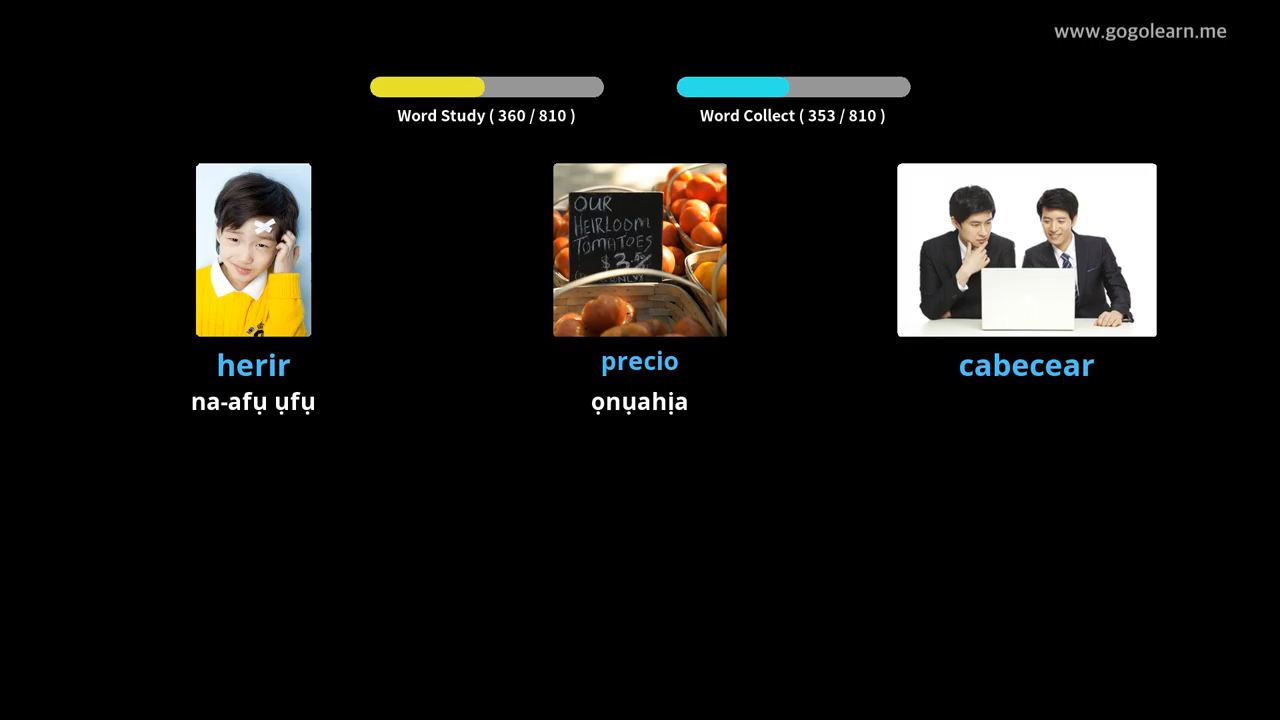 www.gogolearn.me
Word Study ( 360 / 810 )
Word Collect ( 353 / 810 )
OUR
HEIRLOOM
TOMATOES
herir
precio
cabecear
na-afụ ụfụ
ọnụahịa